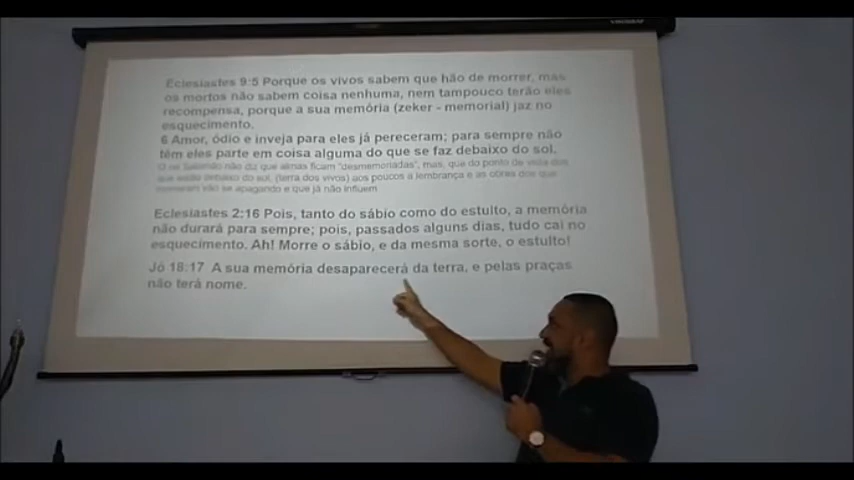 Eclesiastes 9:5 Porque os vivos sabem que hão de morrer, mas
os mortos não sabem coisa nenhuma, nem tampouco terão eles
recompensa, porque a sua memória (zeker - memorial) jaz no
esquecimento.
6 Amor, ódio e inveja para eles já pereceram; para sempre não
têm eles parte em coisa alguma do que se faz debaixo do sol.
O rei Salomão não diz que almas ficam "desmemoriadas", mas, que do ponto de vista dos
que estão debaixo do sol, (terra dos vivos) aos poucos a lembrança e as obras dos que
morreram vão se apagando e que já não influem
Eclesiastes 2:16 Pois, tanto do sábio como do estulto, a memória
não durará para sempre; pois, passados alguns dias, tudo cai no
esquecimento. Ah! Morre o sábio, e da mesma sorte, o estulto!
Jó 18:17 A sua memória desaparecerá da terra, e pelas praças
não terá nome.